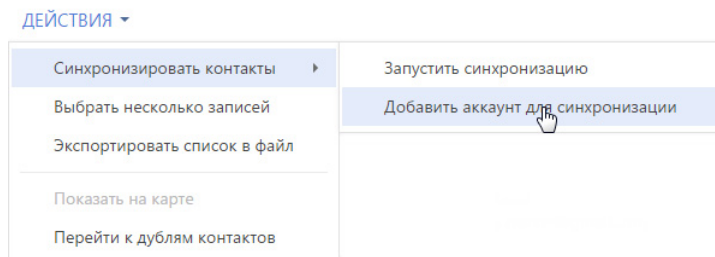 ДЕЙСТВИЯ
Синхронизировать контакты
Запустить синхронизацию
Выбрать несколько записей
Добавить аккаунт для синхронизации
Экспортировать список в файл
Показать на карте
Перейти к дублям контактов